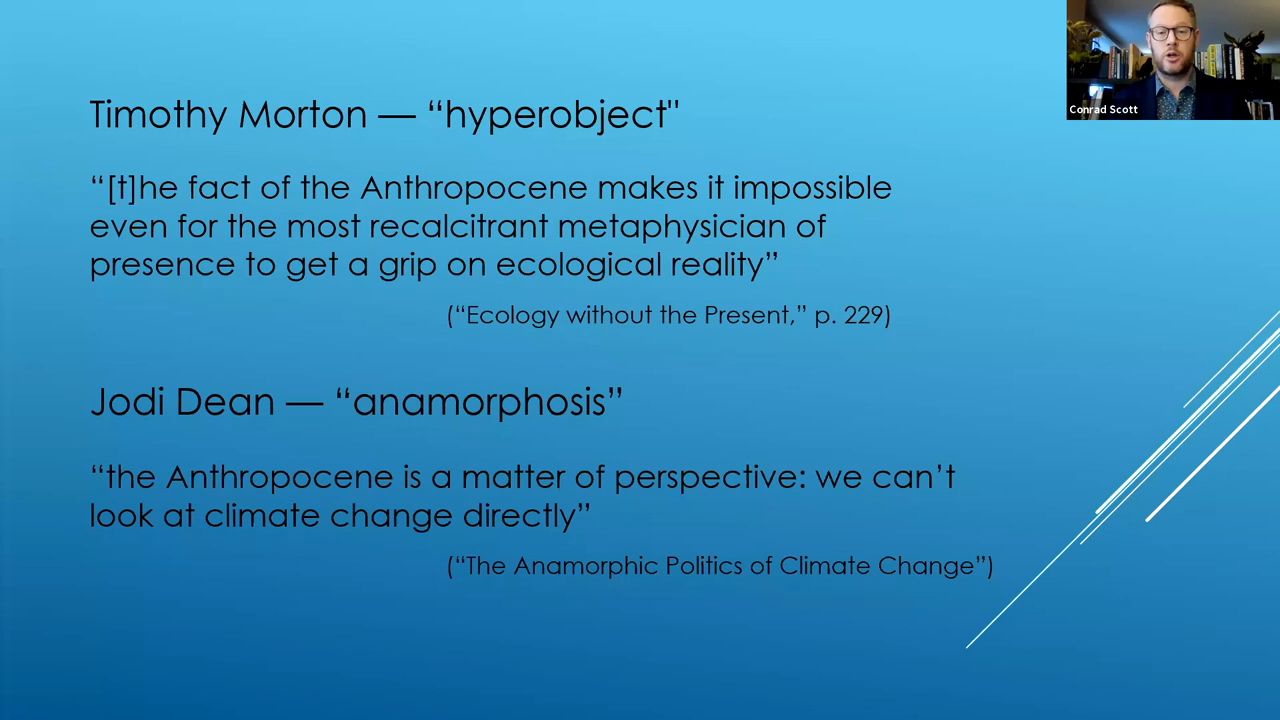 Timothy Morton — “hyperobject"
“[t]he fact of the Anthropocene makes it impossible
even for the most recalcitrant metaphysician of
presence to get a grip on ecological reality”
(“Ecology without the Present,” p. 229)
Jodi Dean — “anamorphosis”
“the Anthropocene is a matter of perspective: we can’t
look at climate change directly”
(“The Anamorphic Politics of Climate Change”)
Conrad Scott